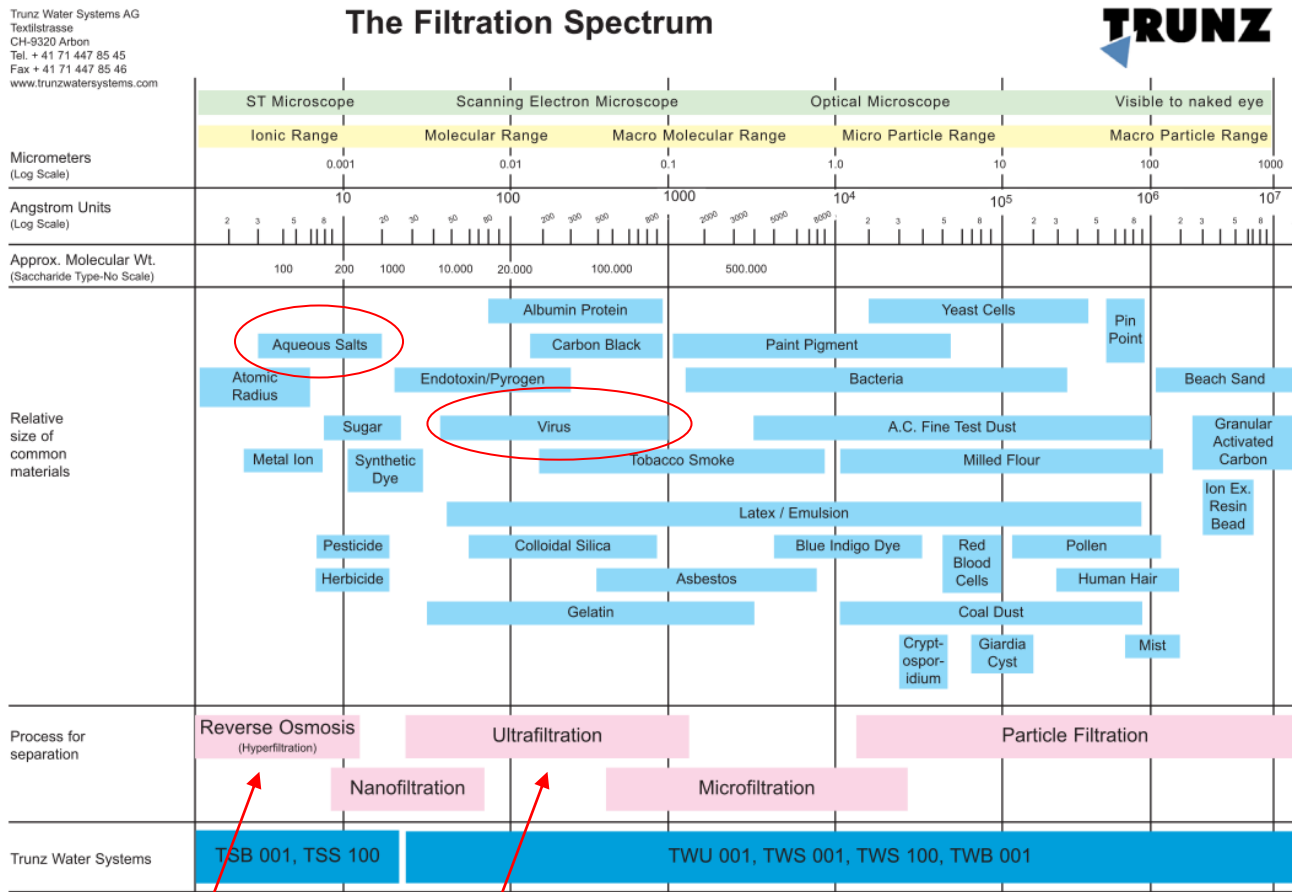 Trunz Water Systems AG
Textilstrasse
CH-9320 Arbon
Tel. + 41 71 447 85 45
Fax + 41 71 447 85 46
www.trunzwatersystems.com
The Filtration Spectrum
TRUNZ
ST Microscope Scanning Electron Microscope Optical Microscope Visible to naked eye
Ionic Range Molecular Range Macro Molecular Range Micro Particle Range Macro Particle Range
Micrometers
(Log Scale)
0.001 0.01 0.1 1.0 10 100 1000
Angstrom Units
(Log Scale)
10 100 1000 10⁴ 10⁵ 10⁶ 10⁷
2 3 5 8 20 30 50 80 200 300 500 800 2000 3000 5000 8000 2 3 5 8 2 3 5 8 2 3 5 8
Approx. Molecular Wt.
(Saccharide Type-No Scale)
100 200 1000 10.000 20.000 100.000 500.000
Relative
size of
common
materials
Albumin Protein
Yeast Cells
Pin
Point
Aqueous Salts
Carbon Black
Paint Pigment
Atomic
Radius
Endotoxin/Pyrogen
Bacteria
Beach Sand
Sugar
Virus
A.C. Fine Test Dust
Granular
Activated
Carbon
Metal Ion
Synthetic
Dye
Tobacco Smoke
Milled Flour
Ion Ex.
Resin
Bead
Latex / Emulsion
Pesticide
Colloidal Silica
Blue Indigo Dye
Red
Blood
Cells
Pollen
Herbicide
Asbestos
Human Hair
Gelatin
Coal Dust
Crypt-
ospor-
idium
Giardia
Cyst
Mist
Process for
separation
Reverse Osmosis
(Hyperfiltration)
Ultrafiltration
Particle Filtration
Nanofiltration
Microfiltration
Trunz Water Systems
TSB 001, TSS 100
TWU 001, TWS 001, TWS 100, TWB 001